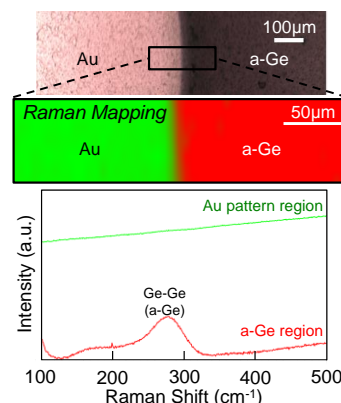 100µm
Au
a-Ge
Raman Mapping
50µm
Au
a-Ge
Au pattern region
Ge-Ge
(a-Ge)
a-Ge region
Intensity (a.u.)
100 200 300 400 500
Raman Shift (cm⁻¹)